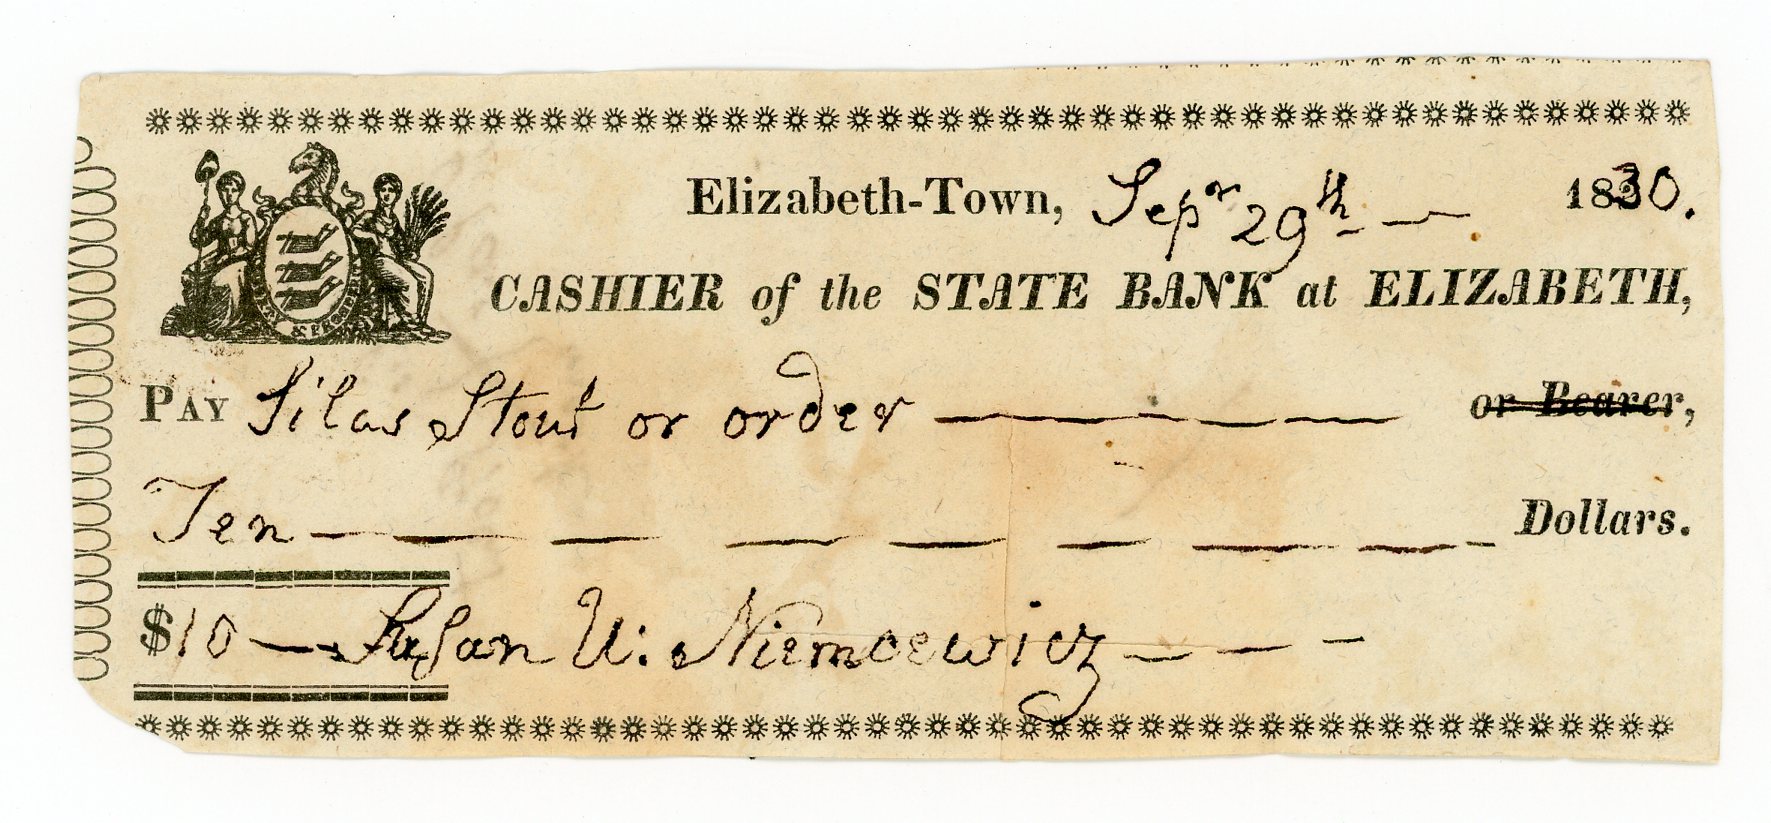 Elizabeth-Town, Sepr 29th 1830.
CASHIER of the STATE BANK at ELIZABETH,
PAY Silas Stout or order or Bearer,
Ten Dollars.
$10 Susan U: Niemcewicz
& PROSPERITY